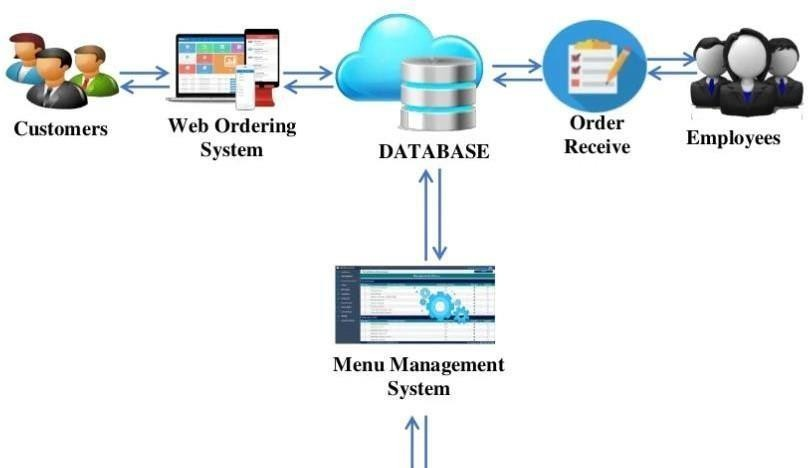 Customers
Web Ordering
System
DATABASE
Order
Receive
Employees
Menu Management
System